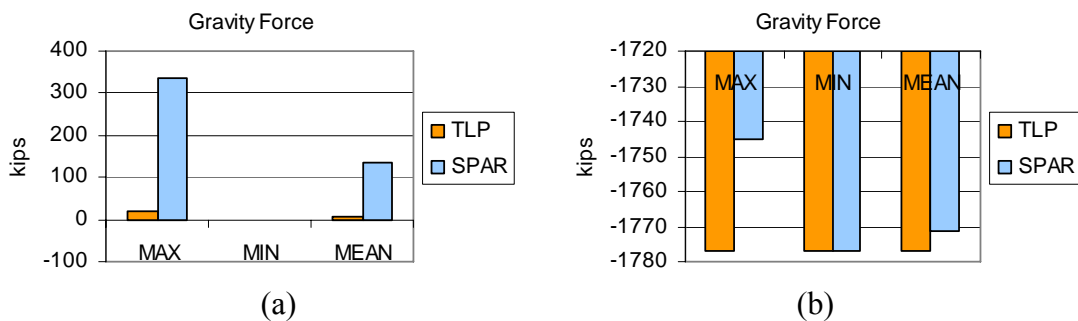 Gravity Force
400
300
200
100
0
-100
kips
MAX MIN MEAN
TLP
SPAR
(a)
Gravity Force
-1720
-1730
-1740
-1750
-1760
-1770
-1780
kips
MAX MIN MEAN
TLP
SPAR
(b)